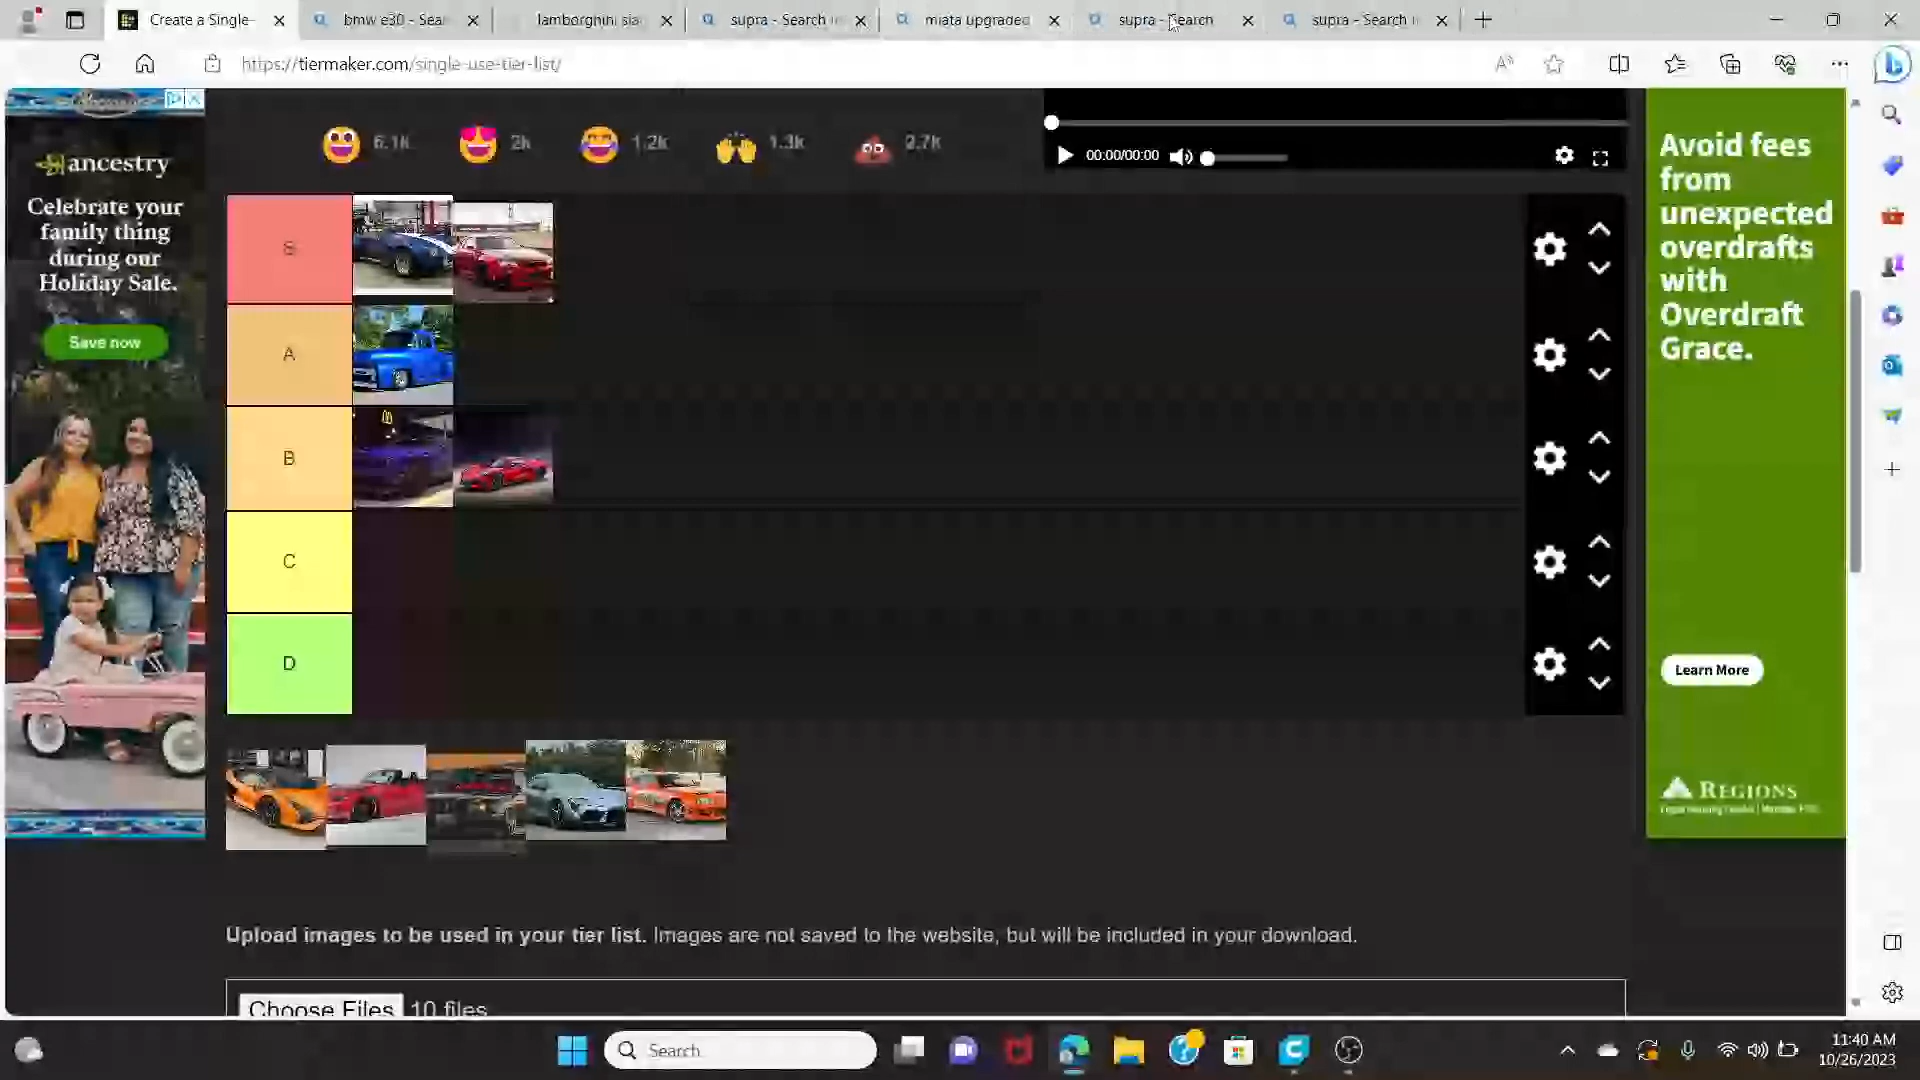 Create a Single-
bmw e30 - Sear
lamborghini sia
supra - Search i
miata upgraded
supra - Search
supra - Search i
https://tiermaker.com/single-use-tier-list/
6.1k
2k
1.2k
1.3k
2.7k
00:00/00:00
ancestry
Celebrate your
family thing
during our
Holiday Sale.
Save now
S
A
B
C
D
Avoid fees
from
unexpected
overdrafts
with
Overdraft
Grace.
Learn More
REGIONS
Upload images to be used in your tier list. Images are not saved to the website, but will be included in your download.
Choose Files 10 files
Search
11:40 AM
10/26/2023